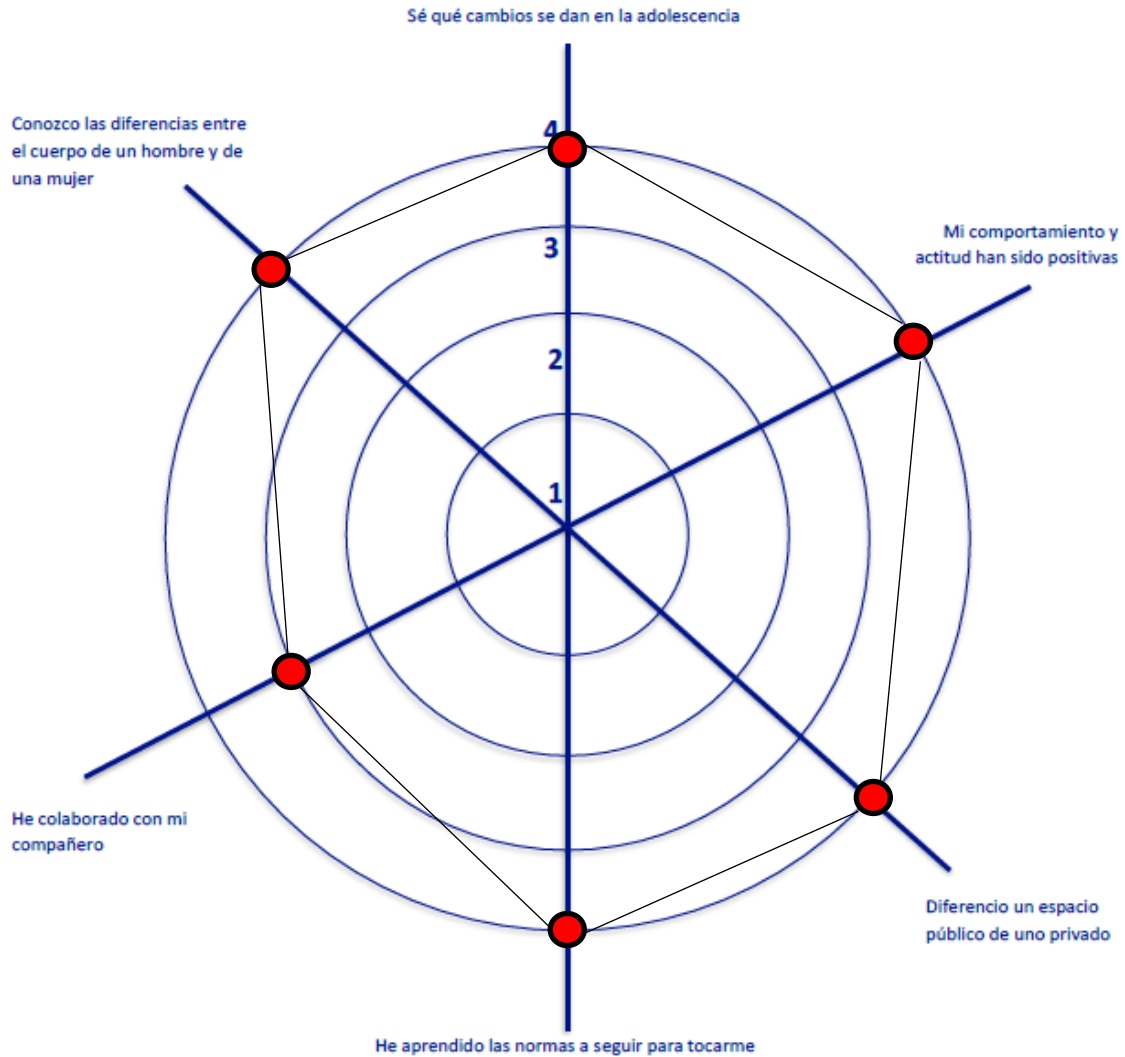 Sé qué cambios se dan en la adolescencia
Conozco las diferencias entre
el cuerpo de un hombre y de
una mujer
4
Mi comportamiento y
actitud han sido positivas
3
2
1
He colaborado con mi
compañero
Diferencio un espacio
público de uno privado
He aprendido las normas a seguir para tocarme